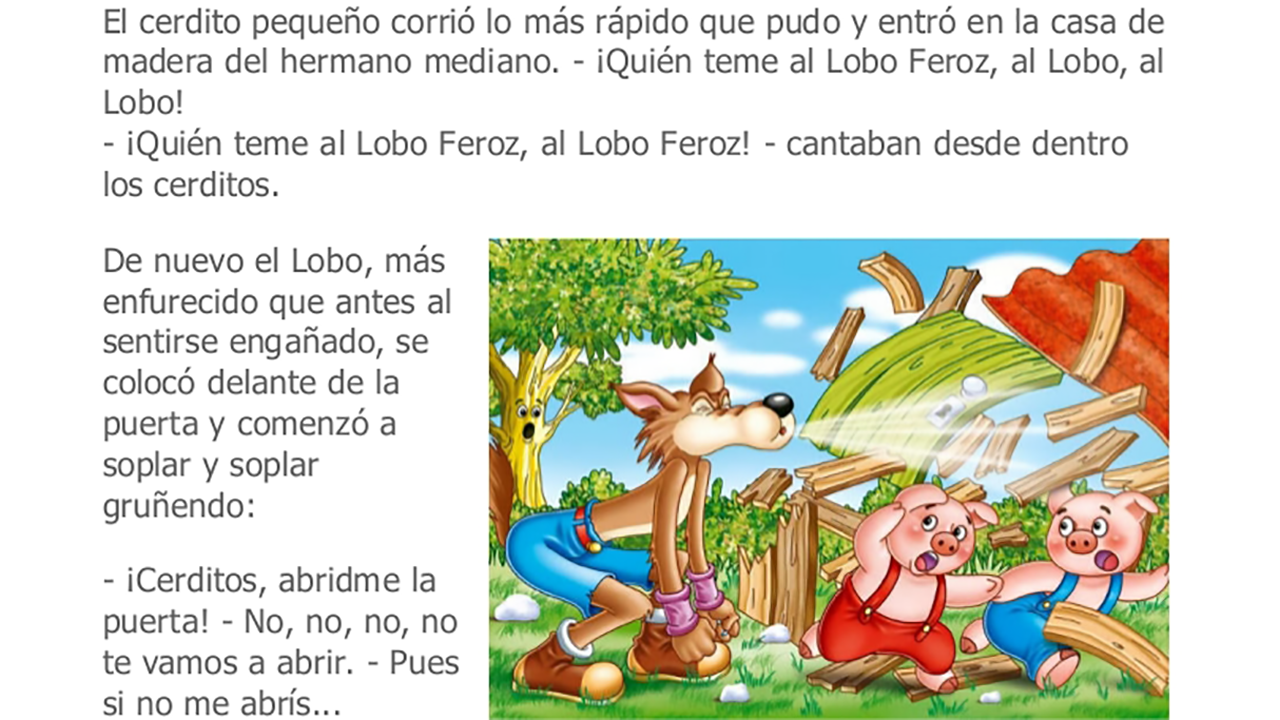 El cerdito pequeño corrió lo más rápido que pudo y entró en la casa de
madera del hermano mediano. - ¡Quién teme al Lobo Feroz, al Lobo, al
Lobo!
- ¡Quién teme al Lobo Feroz, al Lobo Feroz! - cantaban desde dentro
los cerditos.
De nuevo el Lobo, más
enfurecido que antes al
sentirse engañado, se
colocó delante de la
puerta y comenzó a
soplar y soplar
gruñendo:
- ¡Cerditos, abridme la
puerta! - No, no, no, no
te vamos a abrir. - Pues
si no me abrís...